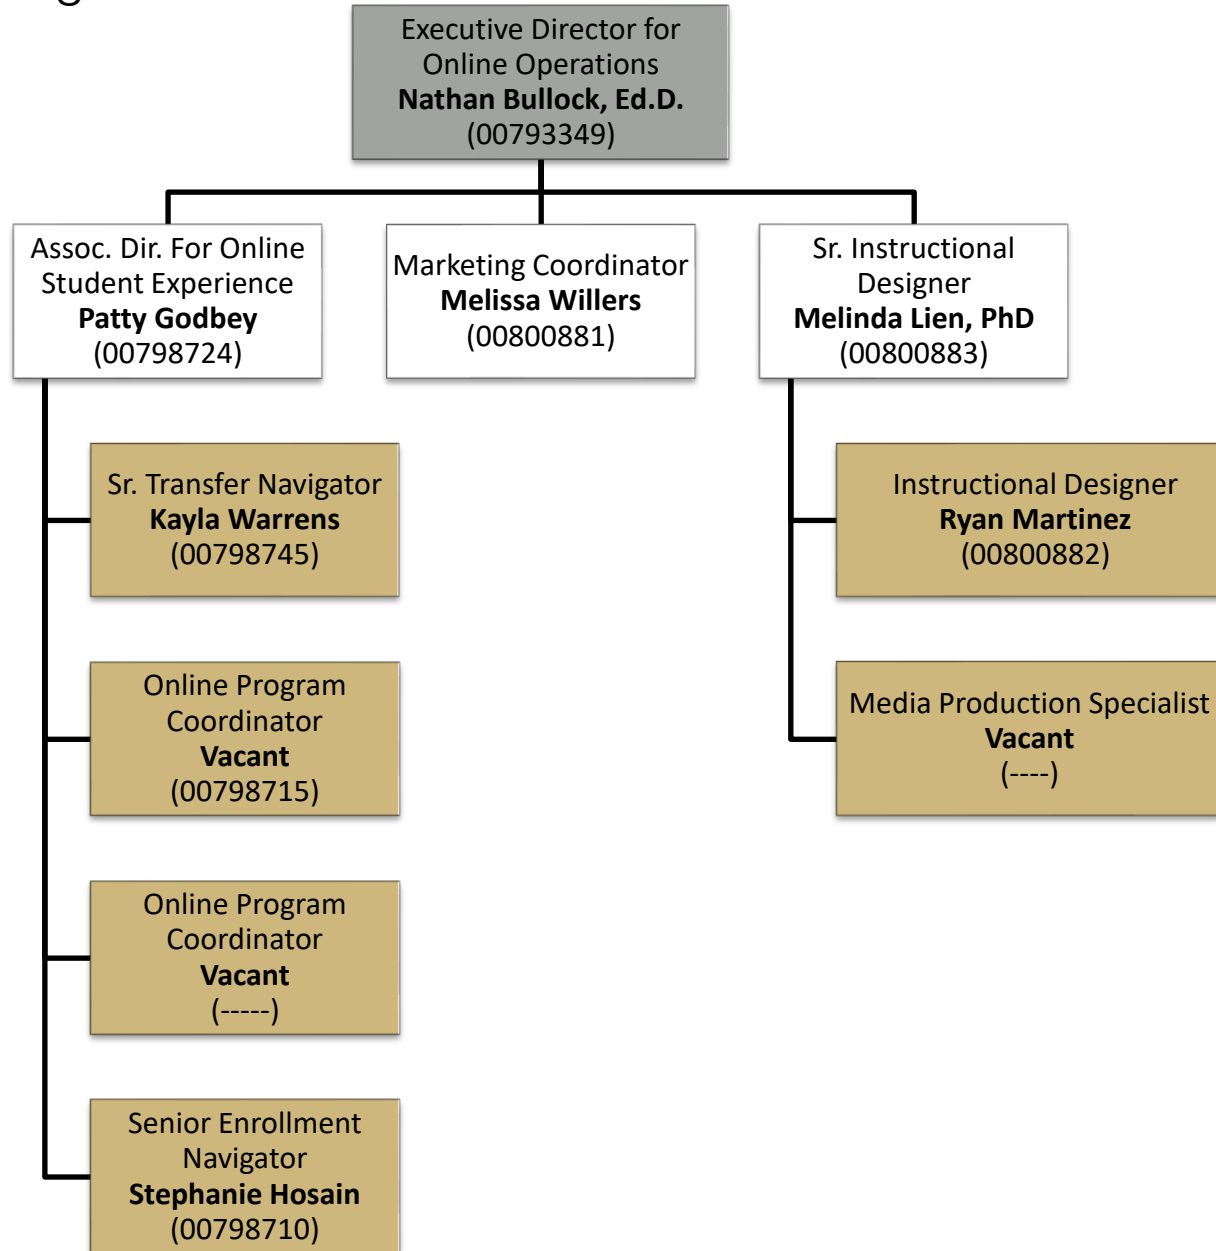 Executive Director for
Online Operations
Nathan Bullock, Ed.D.
(00793349)
Assoc. Dir. For Online
Student Experience
Patty Godbey
(00798724)
Marketing Coordinator
Melissa Willers
(00800881)
Sr. Instructional
Designer
Melinda Lien, PhD
(00800883)
Sr. Transfer Navigator
Kayla Warrens
(00798745)
Online Program
Coordinator
Vacant
(00798715)
Online Program
Coordinator
Vacant
(-----)
Senior Enrollment
Navigator
Stephanie Hosain
(00798710)
Instructional Designer
Ryan Martinez
(00800882)
Media Production Specialist
Vacant
(----)